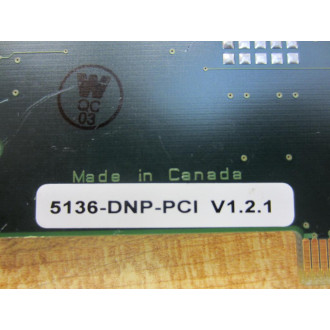 W
QC
03
Made in Canada
5136-DNP-PCI V1.2.1